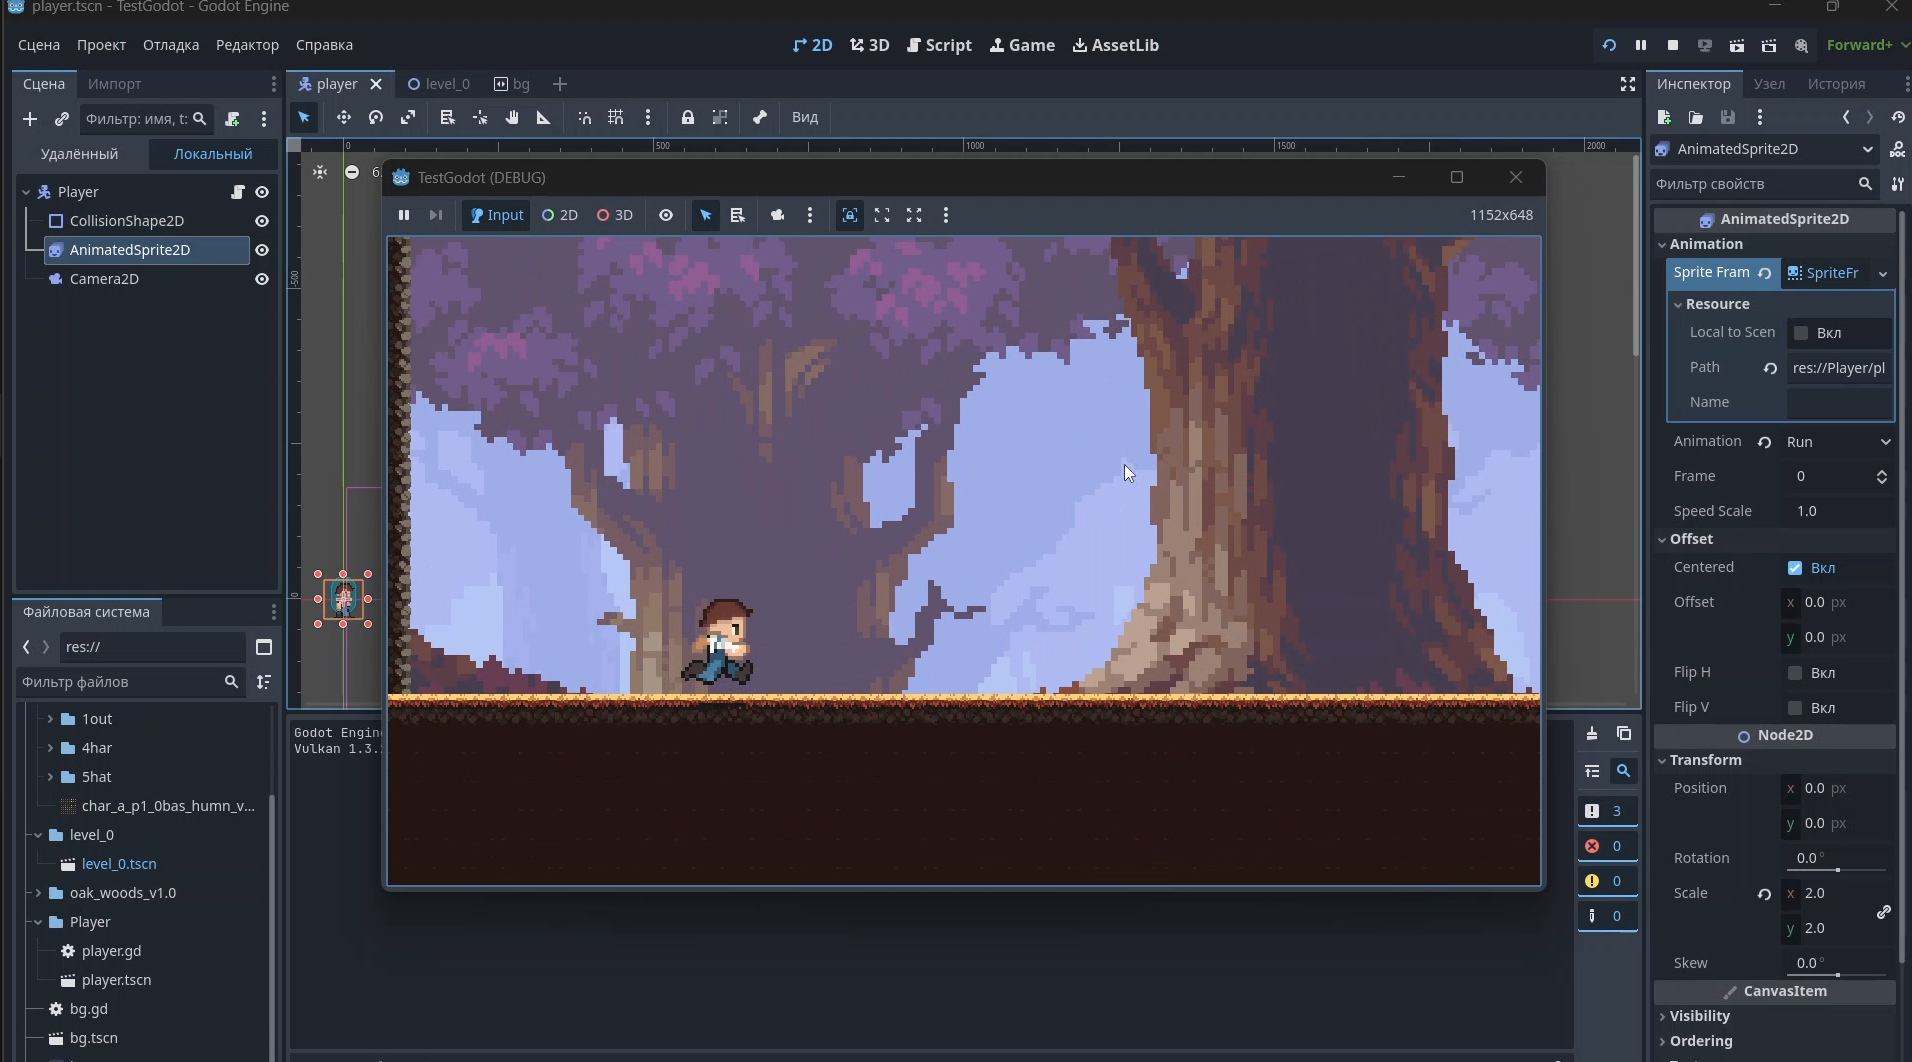 player.tscn - TestGodot - Godot Engine
Сцена Проект Отладка Редактор Справка
2D 3D Script Game AssetLib
Forward+
Сцена Импорт
Фильтр: имя, t:
Удалённый Локальный
Player
CollisionShape2D
AnimatedSprite2D
Camera2D
Файловая система
res://
Фильтр файлов
1out
4har
5hat
char_a_p1_0bas_humn_v...
level_0
level_0.tscn
oak_woods_v1.0
Player
player.gd
player.tscn
bg.gd
bg.tscn
player level_0 bg
Вид
0 500 1000 1500 2000
-500
0
6
TestGodot (DEBUG)
Input 2D 3D
1152x648
Godot Engin
Vulkan 1.3.
3
0
0
0
Инспектор Узел История
AnimatedSprite2D
Фильтр свойств
AnimatedSprite2D
Animation
Sprite Fram SpriteFr
Resource
Local to Scen Вкл
Path res://Player/pl
Name
Animation Run
Frame 0
Speed Scale 1.0
Offset
Centered Вкл
Offset x 0.0 px
y 0.0 px
Flip H Вкл
Flip V Вкл
Node2D
Transform
Position x 0.0 px
y 0.0 px
Rotation 0.0 °
Scale x 2.0
y 2.0
Skew 0.0 °
CanvasItem
Visibility
Ordering